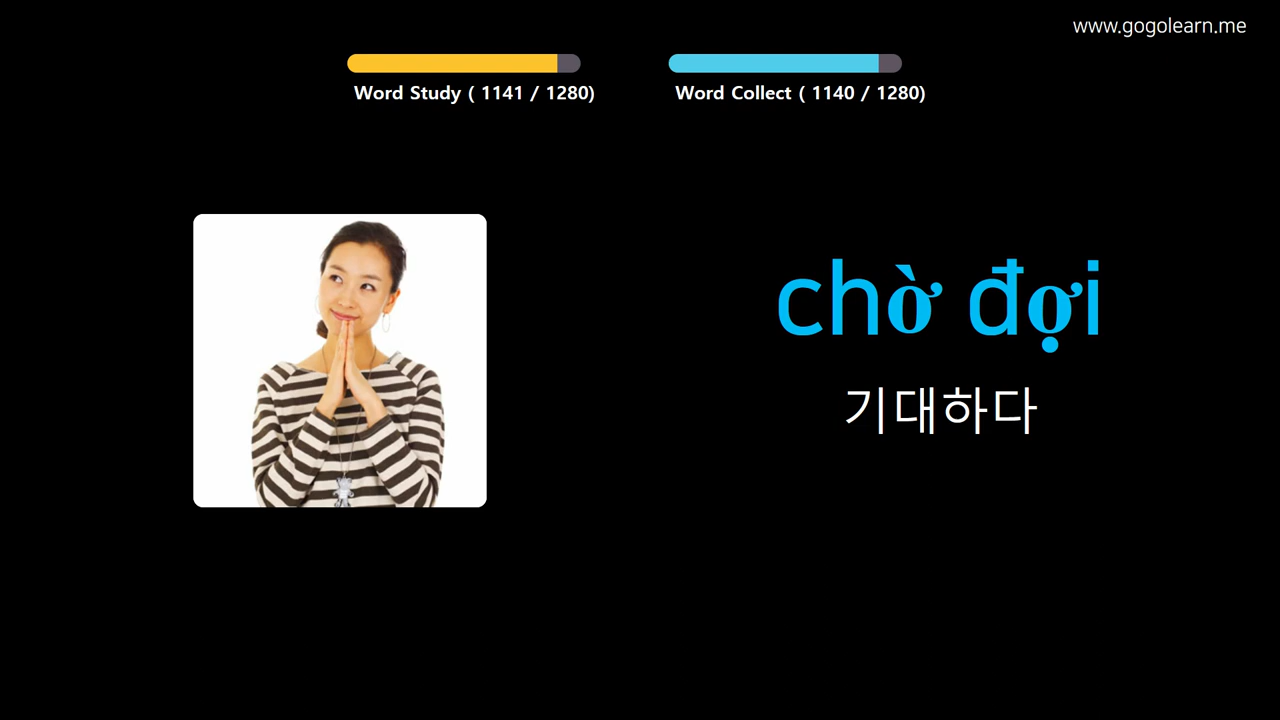 www.gogolearn.me
Word Study ( 1141 / 1280)
Word Collect ( 1140 / 1280)
chờ đợi
기대하다